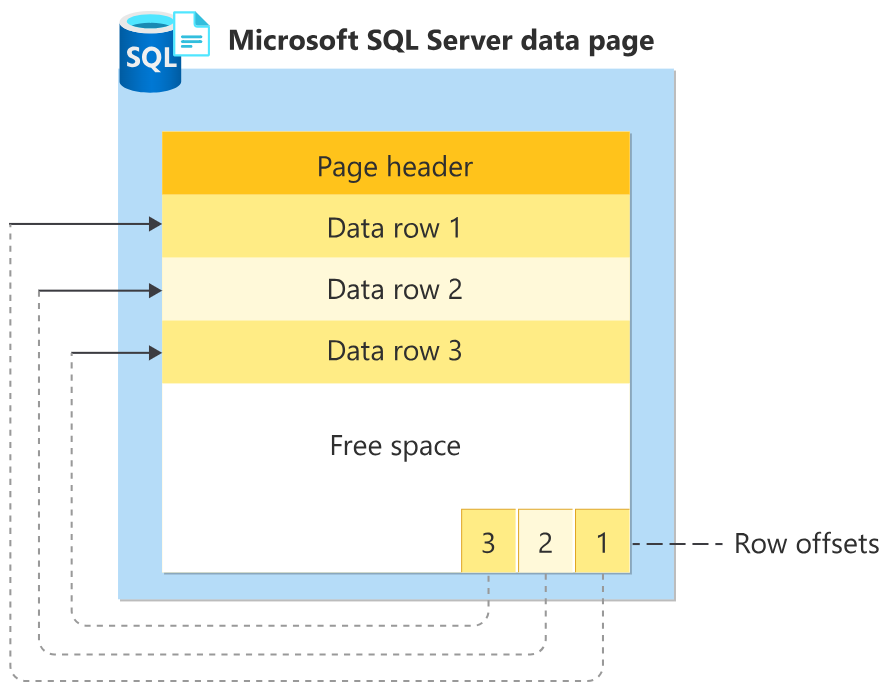 Microsoft SQL Server data page
SQL
Page header
Data row 1
Data row 2
Data row 3
Free space
3 2 1
Row offsets